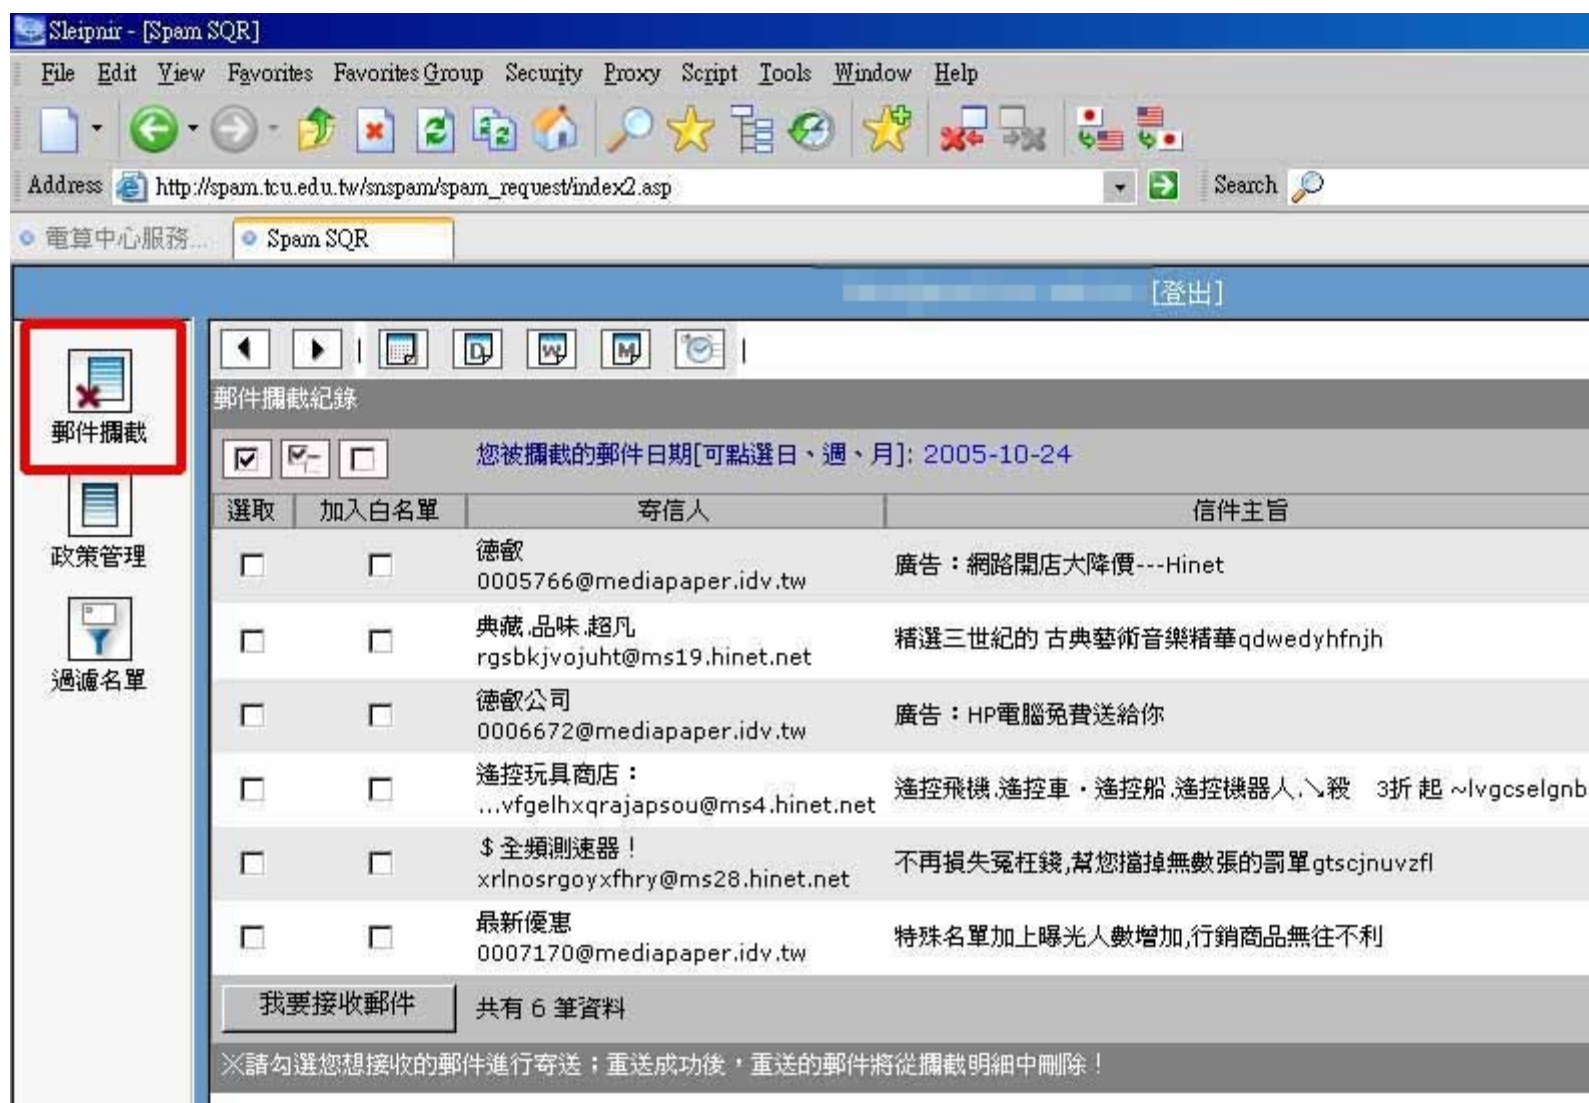 Sleipnir - [Spam SQR]
File Edit View Favorites Favorites Group Security Proxy Script Tools Window Help
Address http://spam.tcu.edu.tw/snspam/spam_request/index2.asp Search
電算中心服務... Spam SQR
[登出]
郵件攔截
政策管理
過濾名單
D W M
郵件攔截紀錄
您被攔截的郵件日期[可點選日、週、月]: 2005-10-24
選取 加入白名單 寄信人 信件主旨
德叡
0005766@mediapaper.idv.tw
廣告：網路開店大降價---Hinet
典藏.品味.超凡
rgsbkjvojuht@ms19.hinet.net
精選三世紀的 古典藝術音樂精華qdwedyhfnjh
德叡公司
0006672@mediapaper.idv.tw
廣告：HP電腦免費送給你
遙控玩具商店：
...vfgelhxqrajapsou@ms4.hinet.net
遙控飛機.遙控車‧遙控船.遙控機器人.↘殺　3折 起 ~lvgcselgnb
$ 全頻測速器！
xrlnosrgoyxfhry@ms28.hinet.net
不再損失冤枉錢,幫您擋掉無數張的罰單gtscjnuvzfl
最新優惠
0007170@mediapaper.idv.tw
特殊名單加上曝光人數增加,行銷商品無往不利
我要接收郵件 共有 6 筆資料
※請勾選您想接收的郵件進行寄送；重送成功後，重送的郵件將從攔截明細中刪除！